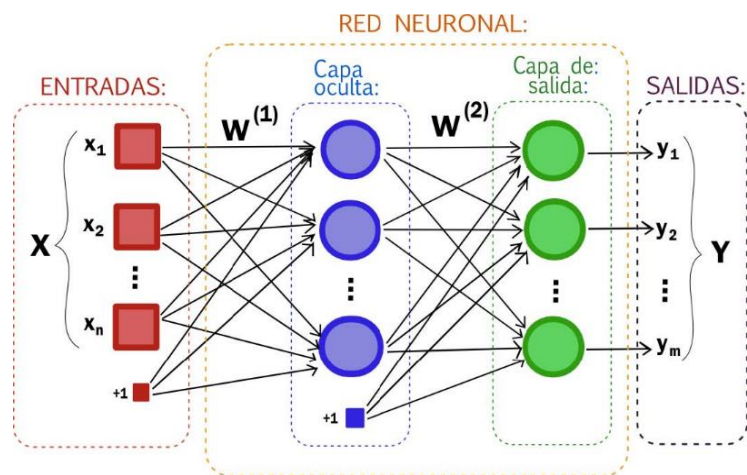 RED NEURONAL:
ENTRADAS:
Capa
oculta:
Capa de:
salida:
SALIDAS:
W(1)
W(2)
X
x1
x2
⋮
xn
+1
⋮
+1
⋮
y1
y2
⋮
ym
Y